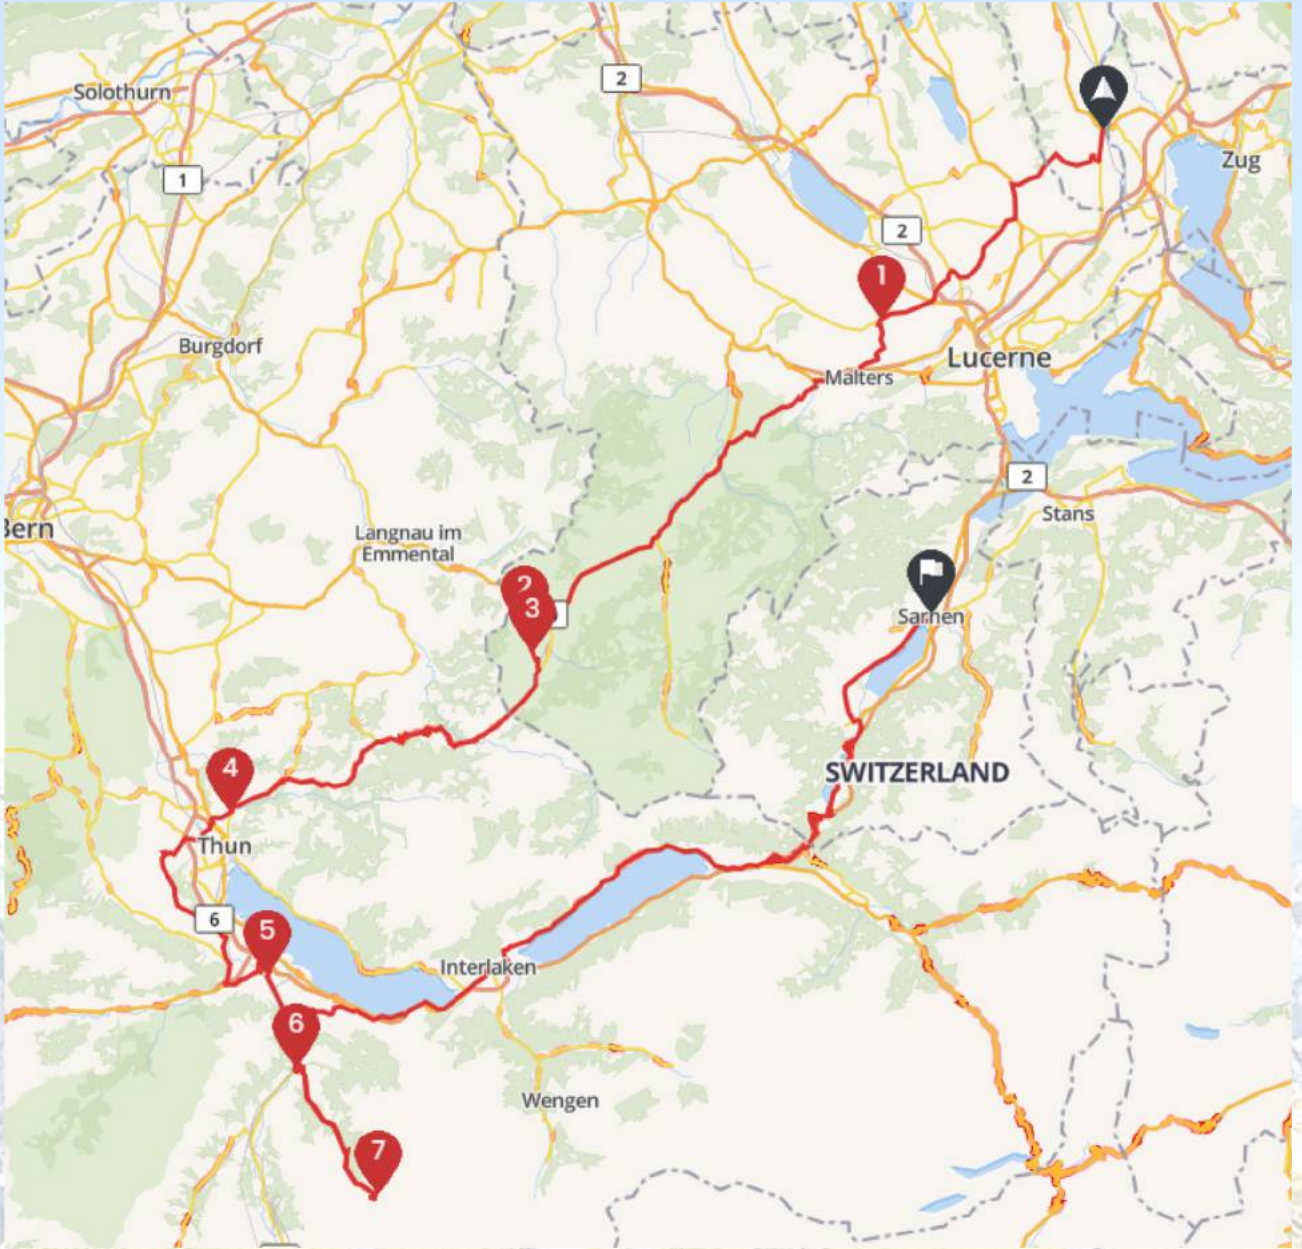 2
Solothurn
Zug
1
2
1
Burgdorf
Lucerne
Malters
2
Stans
Bern
Langnau im
Emmental
2
3
Sarnen
4
SWITZERLAND
Thun
6
5
Interlaken
6
Wengen
7